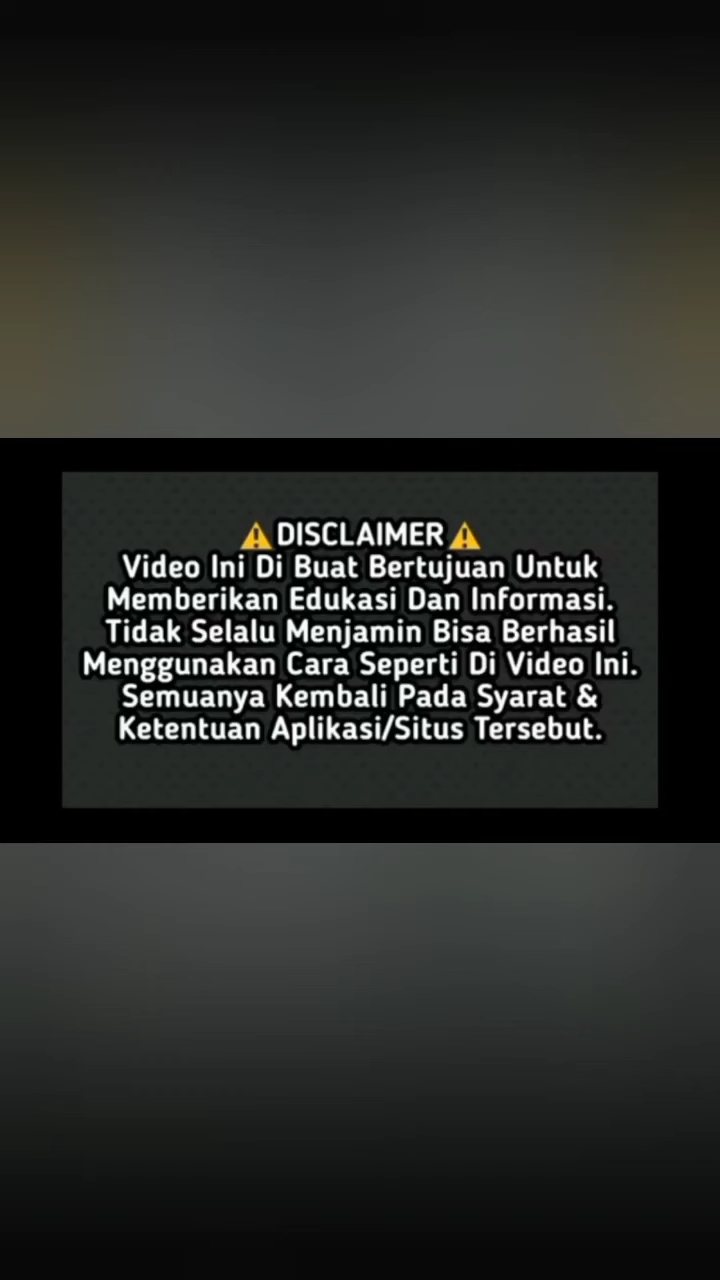 ⚠️DISCLAIMER⚠️
Video Ini Di Buat Bertujuan Untuk
Memberikan Edukasi Dan Informasi.
Tidak Selalu Menjamin Bisa Berhasil
Menggunakan Cara Seperti Di Video Ini.
Semuanya Kembali Pada Syarat &
Ketentuan Aplikasi/Situs Tersebut.